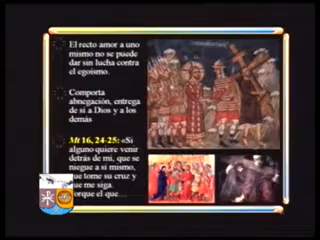 El recto amor a uno
mismo no se puede
dar sin lucha contra
el egoísmo.
Comporta
abnegación, entrega
de sí a Dios y a los
demás
Mt 16, 24-25: «Si
alguno quiere venir
detrás de mí, que se
niegue a sí mismo,
que tome su cruz y
que me siga.
Porque el que…